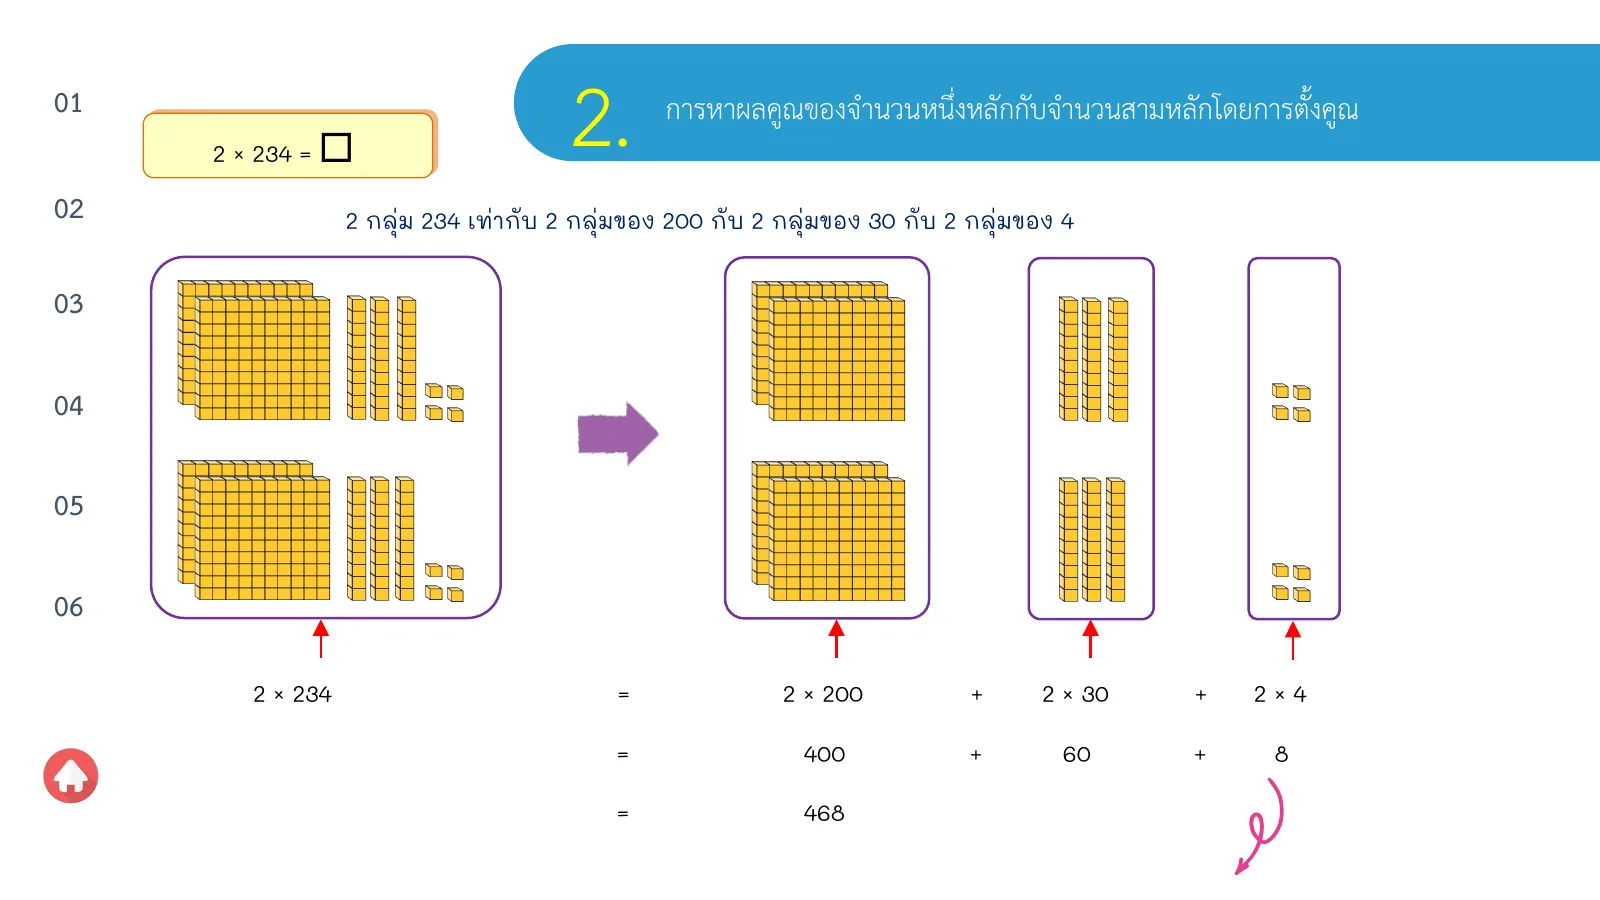 2. การหาผลคูณของจำนวนหนึ่งหลักกับจำนวนสามหลักโดยการตั้งคูณ
01
2 × 234 = □
02
2 กลุ่ม 234 เท่ากับ 2 กลุ่มของ 200 กับ 2 กลุ่มของ 30 กับ 2 กลุ่มของ 4
03
04
05
06
2 × 234 = 2 × 200 + 2 × 30 + 2 × 4
= 400 + 60 + 8
= 468